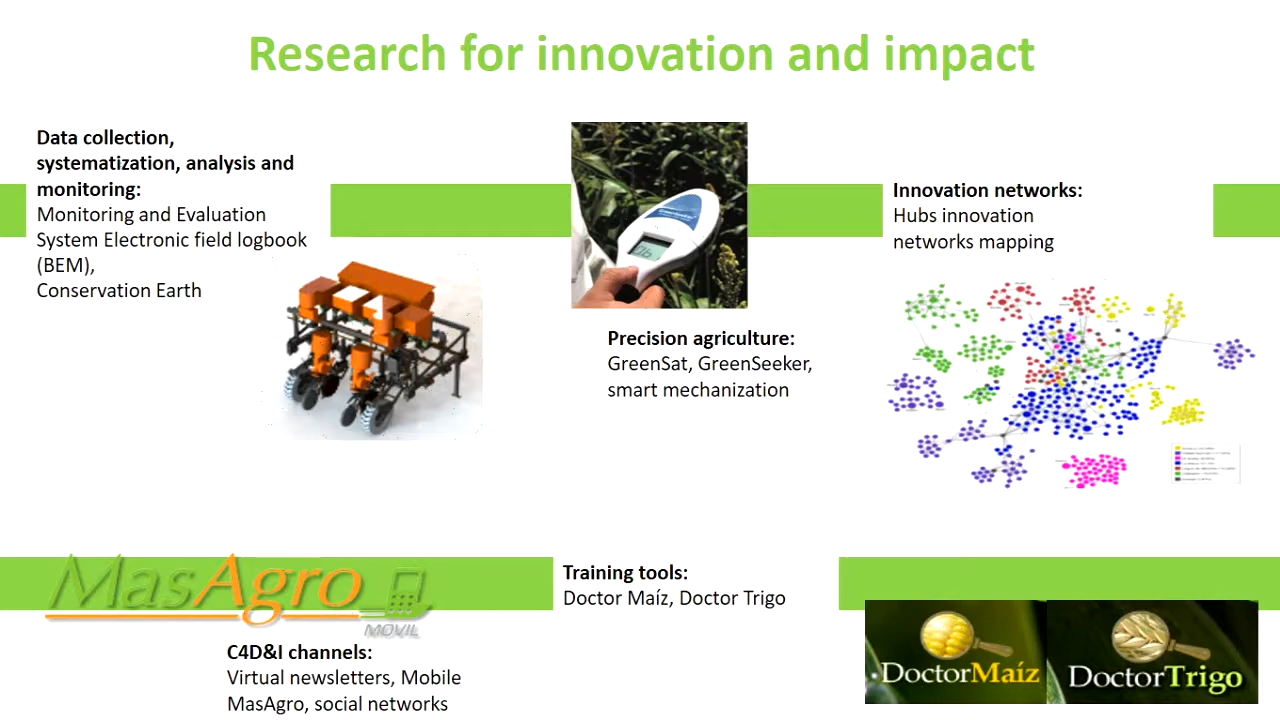 Research for innovation and impact
Data collection,
systematization, analysis and
monitoring:
Monitoring and Evaluation
System Electronic field logbook
(BEM),
Conservation Earth
Precision agriculture:
GreenSat, GreenSeeker,
smart mechanization
Innovation networks:
Hubs innovation
networks mapping
MasAgro
MOVIL
C4D&I channels:
Virtual newsletters, Mobile
MasAgro, social networks
Training tools:
Doctor Maíz, Doctor Trigo
DoctorMaíz
DoctorTrigo